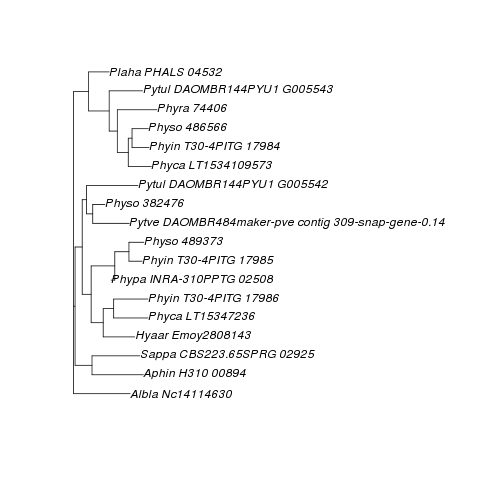 Plaha PHALS 04532
Pytul DAOMBR144PYU1 G005543
Phyra 74406
Physo 486566
Phyin T30-4PITG 17984
Phyca LT1534109573
Pytul DAOMBR144PYU1 G005542
Physo 382476
Pytve DAOMBR484maker-pve contig 309-snap-gene-0.14
Physo 489373
Phyin T30-4PITG 17985
Phypa INRA-310PPTG 02508
Phyin T30-4PITG 17986
Phyca LT15347236
Hyaar Emoy2808143
Sappa CBS223.65SPRG 02925
Aphin H310 00894
Albla Nc14114630